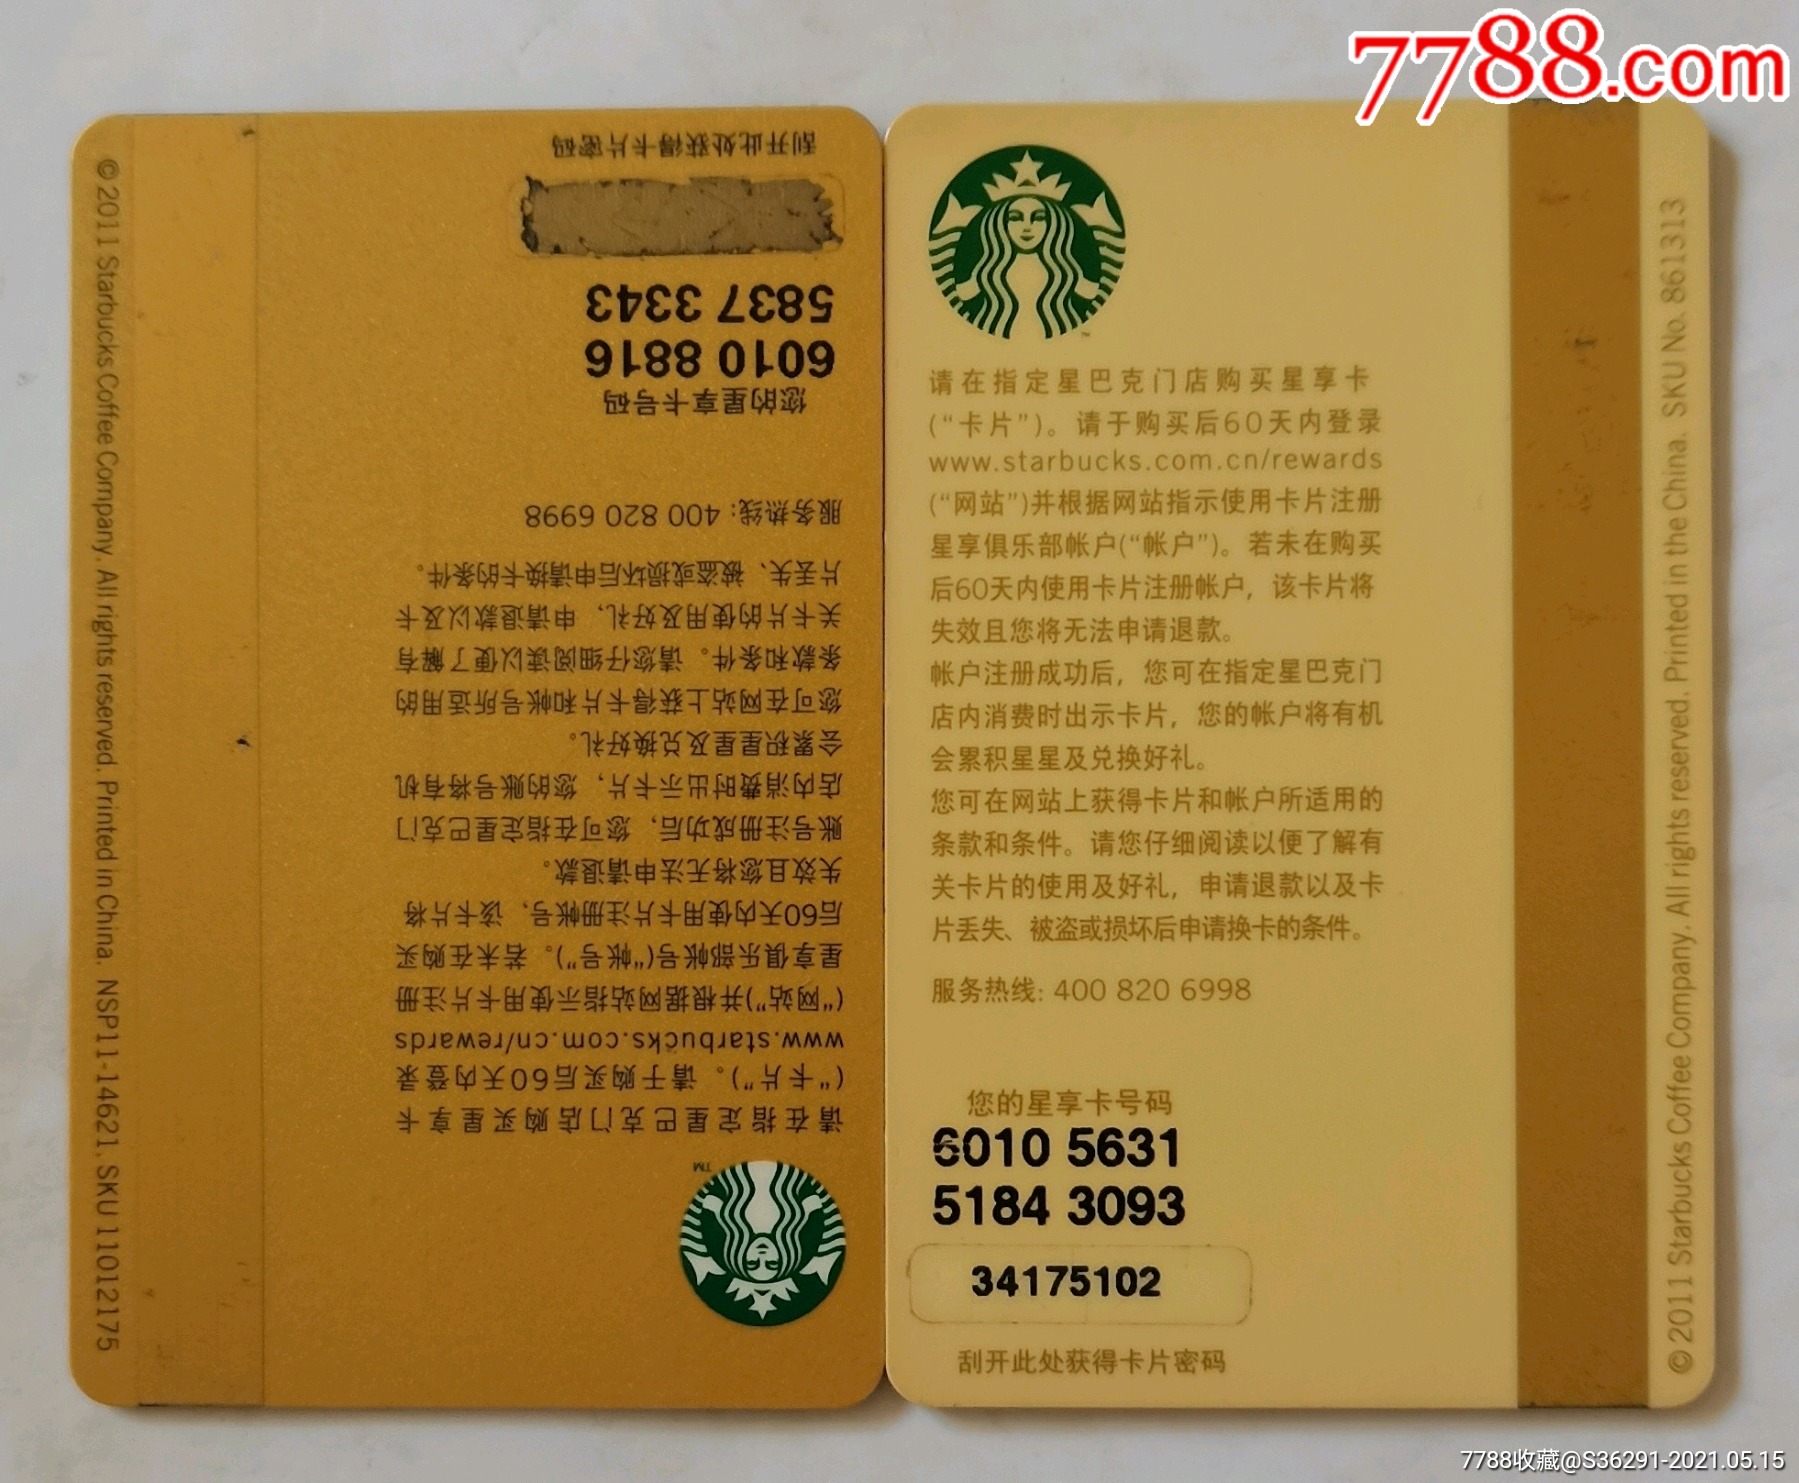 7788.com
©2011 Starbucks Coffee Company. All rights reserved. Printed in China. NSP11-14621. SKU 11012175
请在指定星巴克门店购买星享卡
(“卡片”)。请于购买后60天内登录
www.starbucks.com.cn/rewards
(“网站”)并根据网站指示使用卡片注册
星享俱乐部帐号(“帐号”)。若未在购买
后60天内使用卡片注册帐号，该卡片将
失效且您将无法申请退款。
账号注册成功后，您可在指定星巴克门
店内消费时出示卡片，您的账号将有机
会累积星星及兑换好礼。
您可在网站上获得卡片和帐号所适用的
条款和条件。请您仔细阅读以便了解有
关卡片的使用及好礼，申请退款以及卡
片丢失、被盗或损坏后申请换卡的条件。
服务热线: 400 820 6998
您的星享卡号码
6010 8816
5837 3343
刮开此处获得卡片密码
TM
请在指定星巴克门店购买星享卡
(“卡片”)。请于购买后60天内登录
www.starbucks.com.cn/rewards
(“网站”)并根据网站指示使用卡片注册
星享俱乐部帐户(“帐户”)。若未在购买
后60天内使用卡片注册帐户，该卡片将
失效且您将无法申请退款。
帐户注册成功后，您可在指定星巴克门
店内消费时出示卡片，您的帐户将有机
会累积星星及兑换好礼。
您可在网站上获得卡片和帐户所适用的
条款和条件。请您仔细阅读以便了解有
关卡片的使用及好礼，申请退款以及卡
片丢失、被盗或损坏后申请换卡的条件。
服务热线: 400 820 6998
您的星享卡号码
6010 5631
5184 3093
34175102
刮开此处获得卡片密码
©2011 Starbucks Coffee Company. All rights reserved. Printed in the China. SKU No. 861313
7788收藏@S36291-2021.05.15